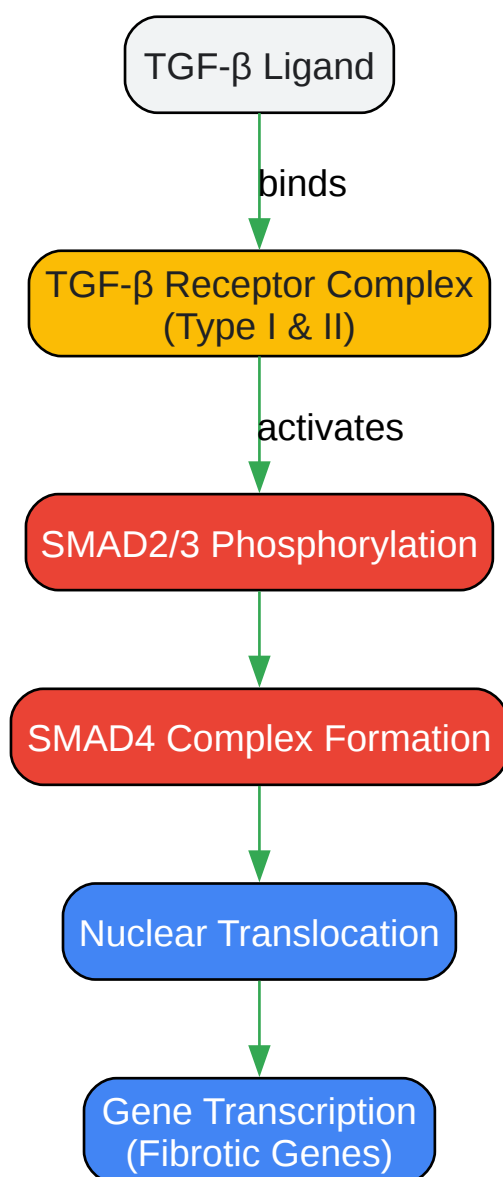 TGF-β Ligand
binds
TGF-β Receptor Complex
(Type I & II)
activates
SMAD2/3 Phosphorylation
SMAD4 Complex Formation
Nuclear Translocation
Gene Transcription
(Fibrotic Genes)